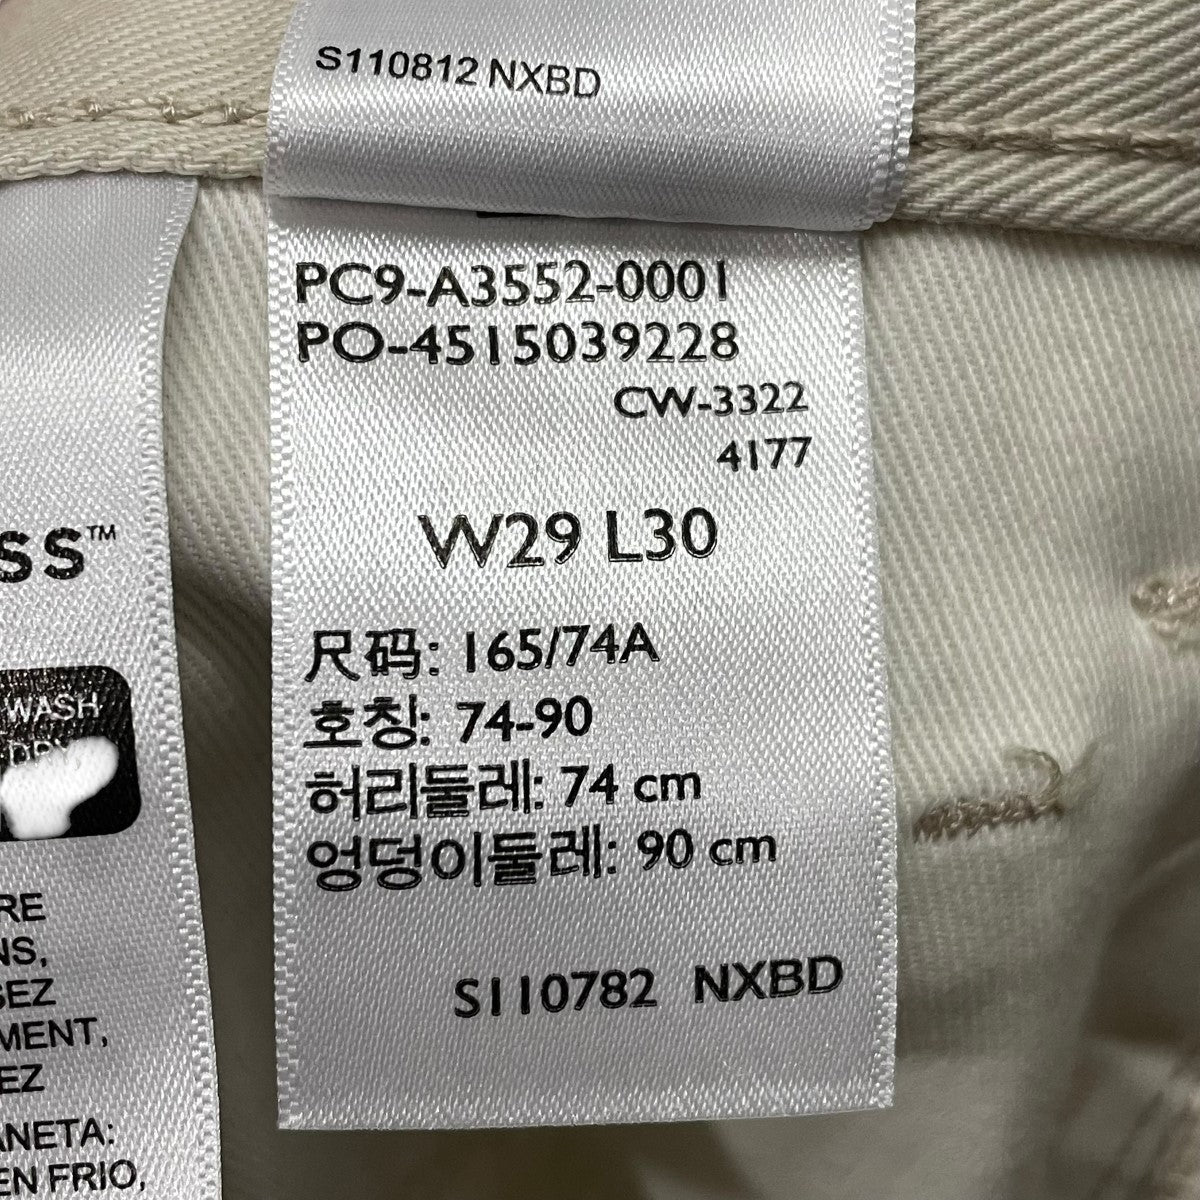 S110812 NXBD
PC9-A3552-0001
PO-4515039228
CW-3322
4177
W29 L30
尺码: 165/74A
호칭: 74-90
허리둘레: 74 cm
엉덩이둘레: 90 cm
S110782 NXBD
SS™
WASH
DRY
RE
NS,
SEZ
MENT,
EZ
ANETA:
EN FRIO,